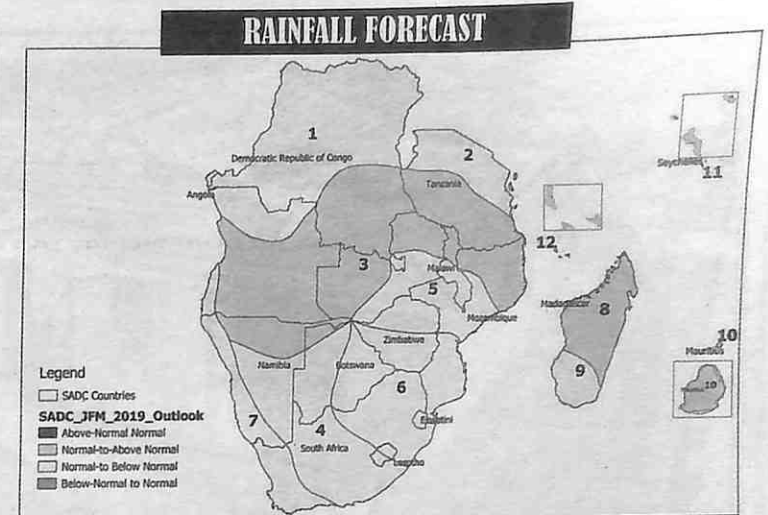 RAINFALL FORECAST
1
Democratic Republic of Congo
2
Tanzania
Angola
Seychelles
11
12
3
Malawi
5
Mozambique
Madagascar
8
10
Mauritius
Zimbabwe
Namibia
Botswana
9
10
6
7
4
Eswatini
South Africa
Lesotho
Legend
SADC Countries
SADC_JFM_2019_Outlook
Above-Normal Normal
Normal-to-Above Normal
Normal-to Below Normal
Below-Normal to Normal